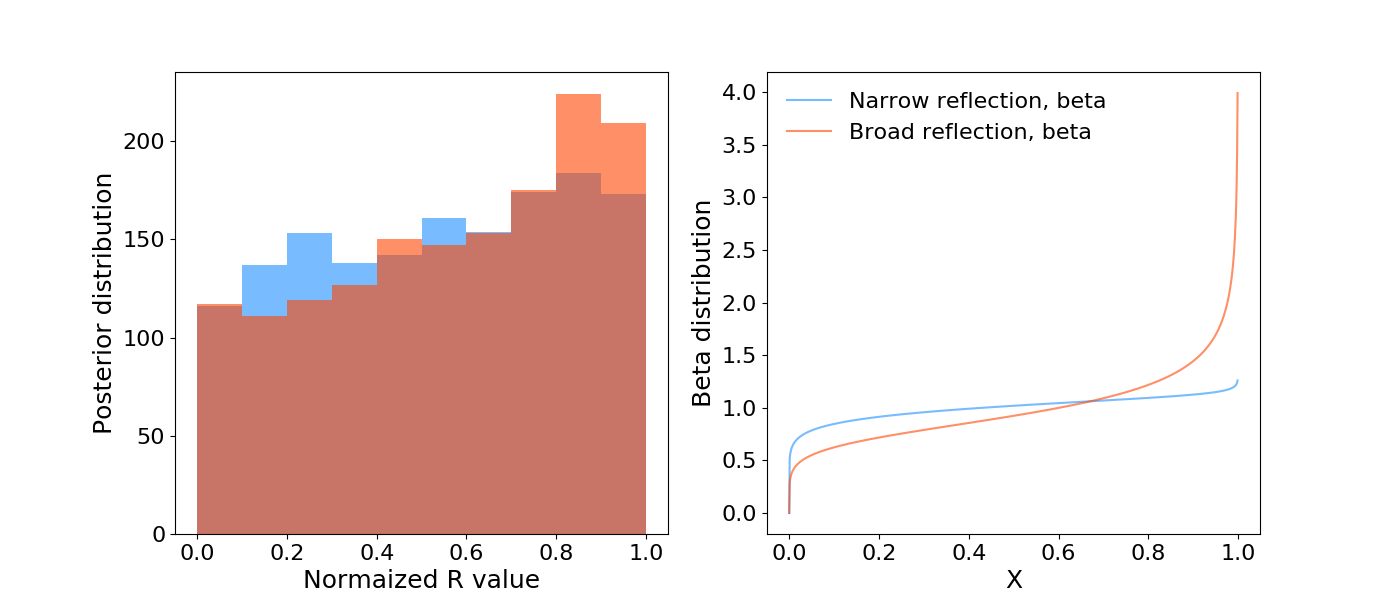 Posterior distribution
200
150
100
50
0
0.0 0.2 0.4 0.6 0.8 1.0
Normaized R value
Beta distribution
4.0
3.5
3.0
2.5
2.0
1.5
1.0
0.5
0.0
Narrow reflection, beta
Broad reflection, beta
0.0 0.2 0.4 0.6 0.8 1.0
X